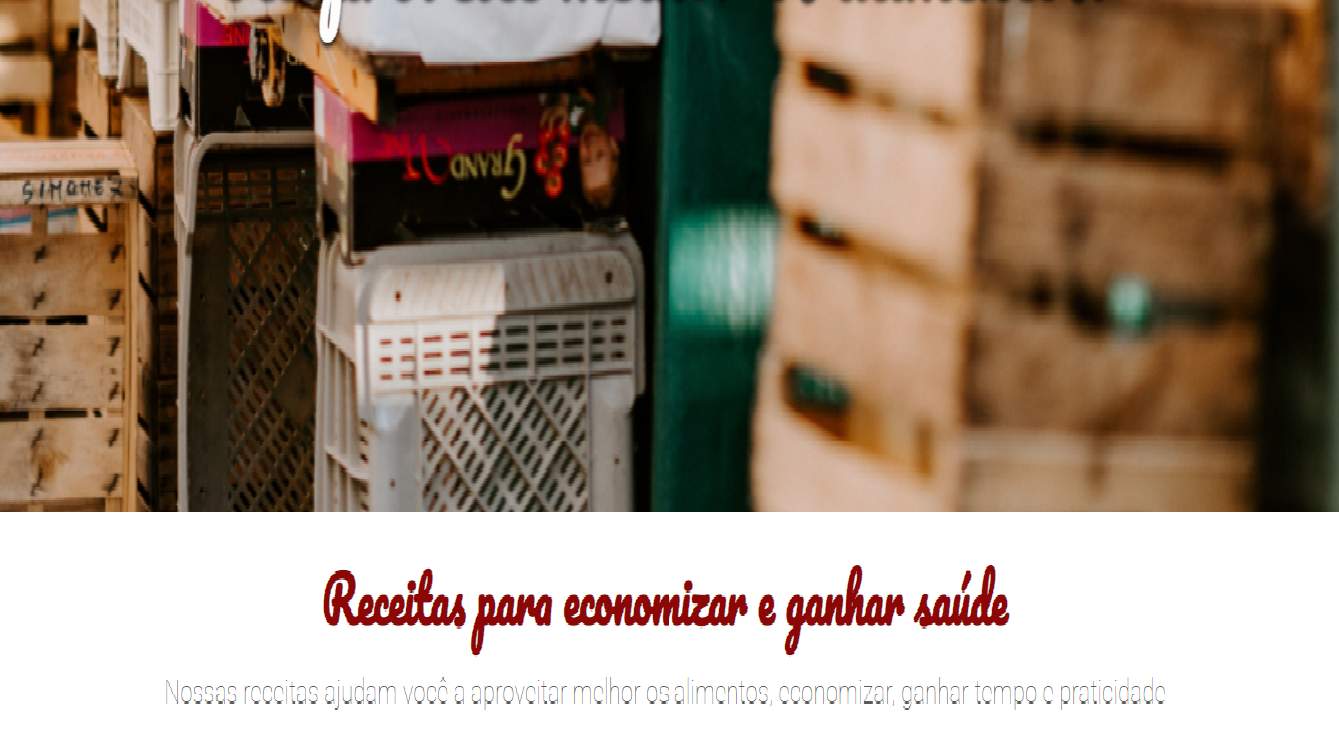 SIMOHEZ
GRAND
Receitas para economizar e ganhar saúde
Nossas receitas ajudam você a aproveitar melhor os alimentos, economizar, ganhar tempo e praticidade